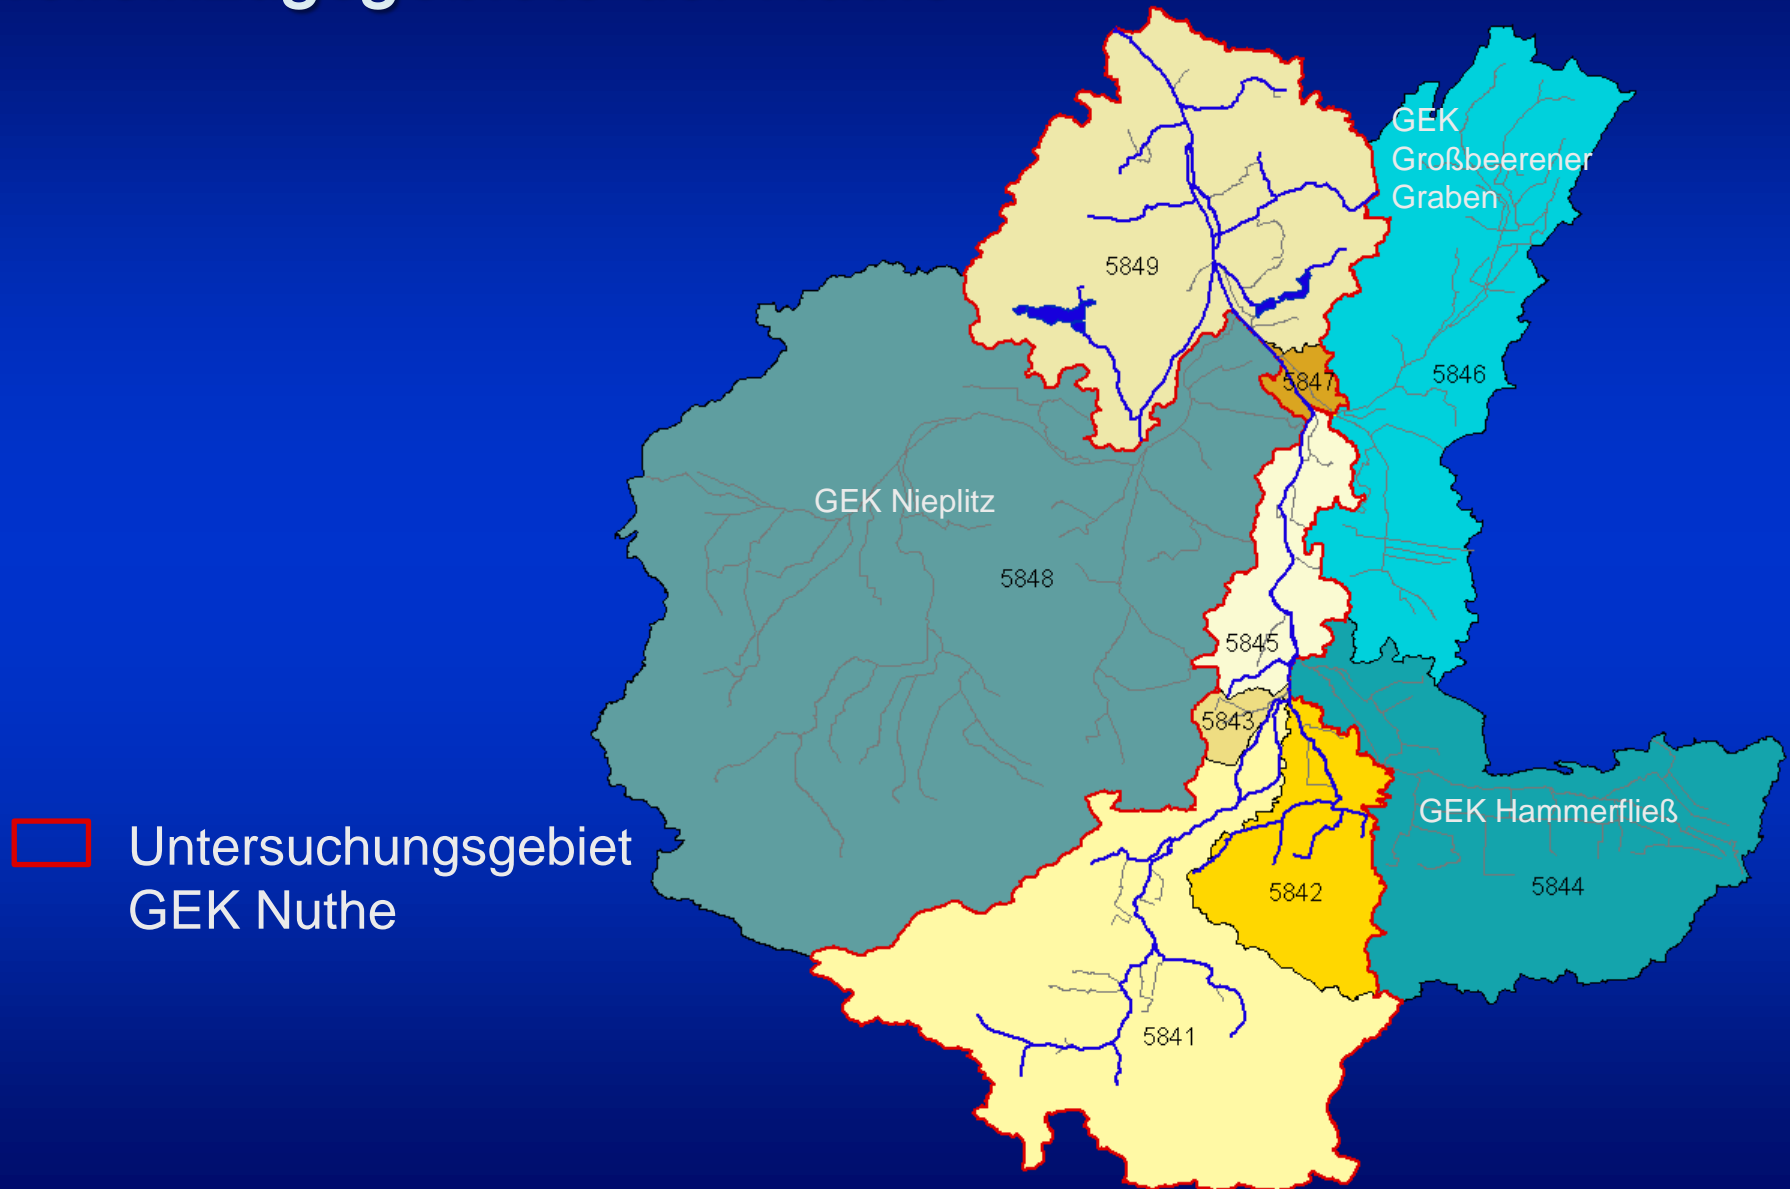 GEK
Großbeerener
Graben
5849
5847
5846
GEK Nieplitz
5848
5845
5843
GEK Hammerfließ
5842
5844
5841
Untersuchungsgebiet
GEK Nuthe